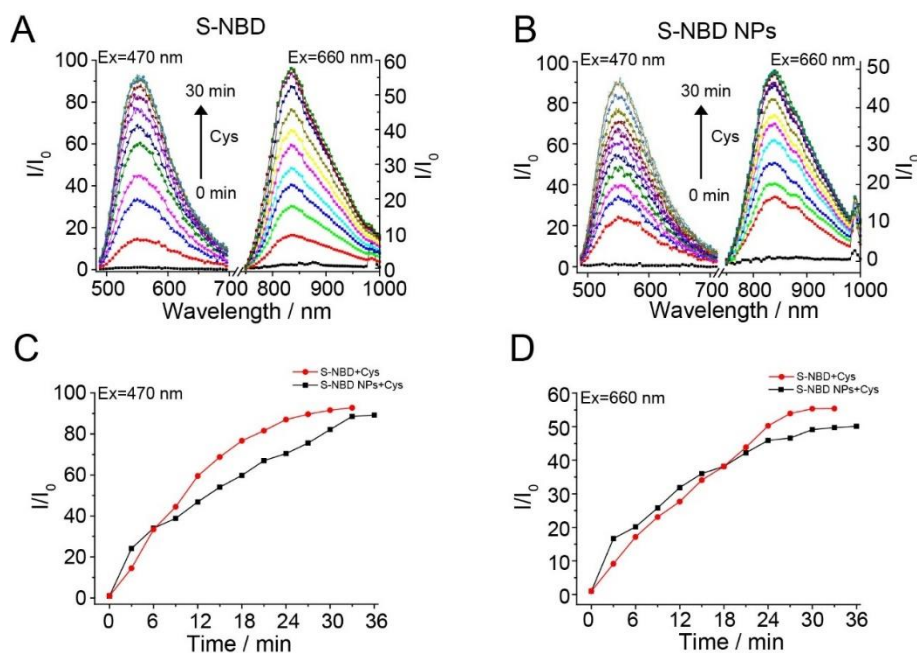 A
S-NBD
Ex=470 nm
Ex=660 nm
30 min
Cys
0 min
I/I0
100
80
60
40
20
0
60
50
40
30
20
10
0
I/I0
500
600
700
800
900
1000
Wavelength / nm
B
S-NBD NPs
Ex=470 nm
Ex=660 nm
30 min
Cys
0 min
I/I0
100
80
60
40
20
0
50
40
30
20
10
0
I/I0
500
600
700
800
900
1000
Wavelength / nm
C
Ex=470 nm
S-NBD+Cys
S-NBD NPs+Cys
I/I0
100
80
60
40
20
0
0 6 12 18 24 30 36
Time / min
D
Ex=660 nm
S-NBD+Cys
S-NBD NPs+Cys
I/I0
60
50
40
30
20
10
0
0 6 12 18 24 30 36
Time / min